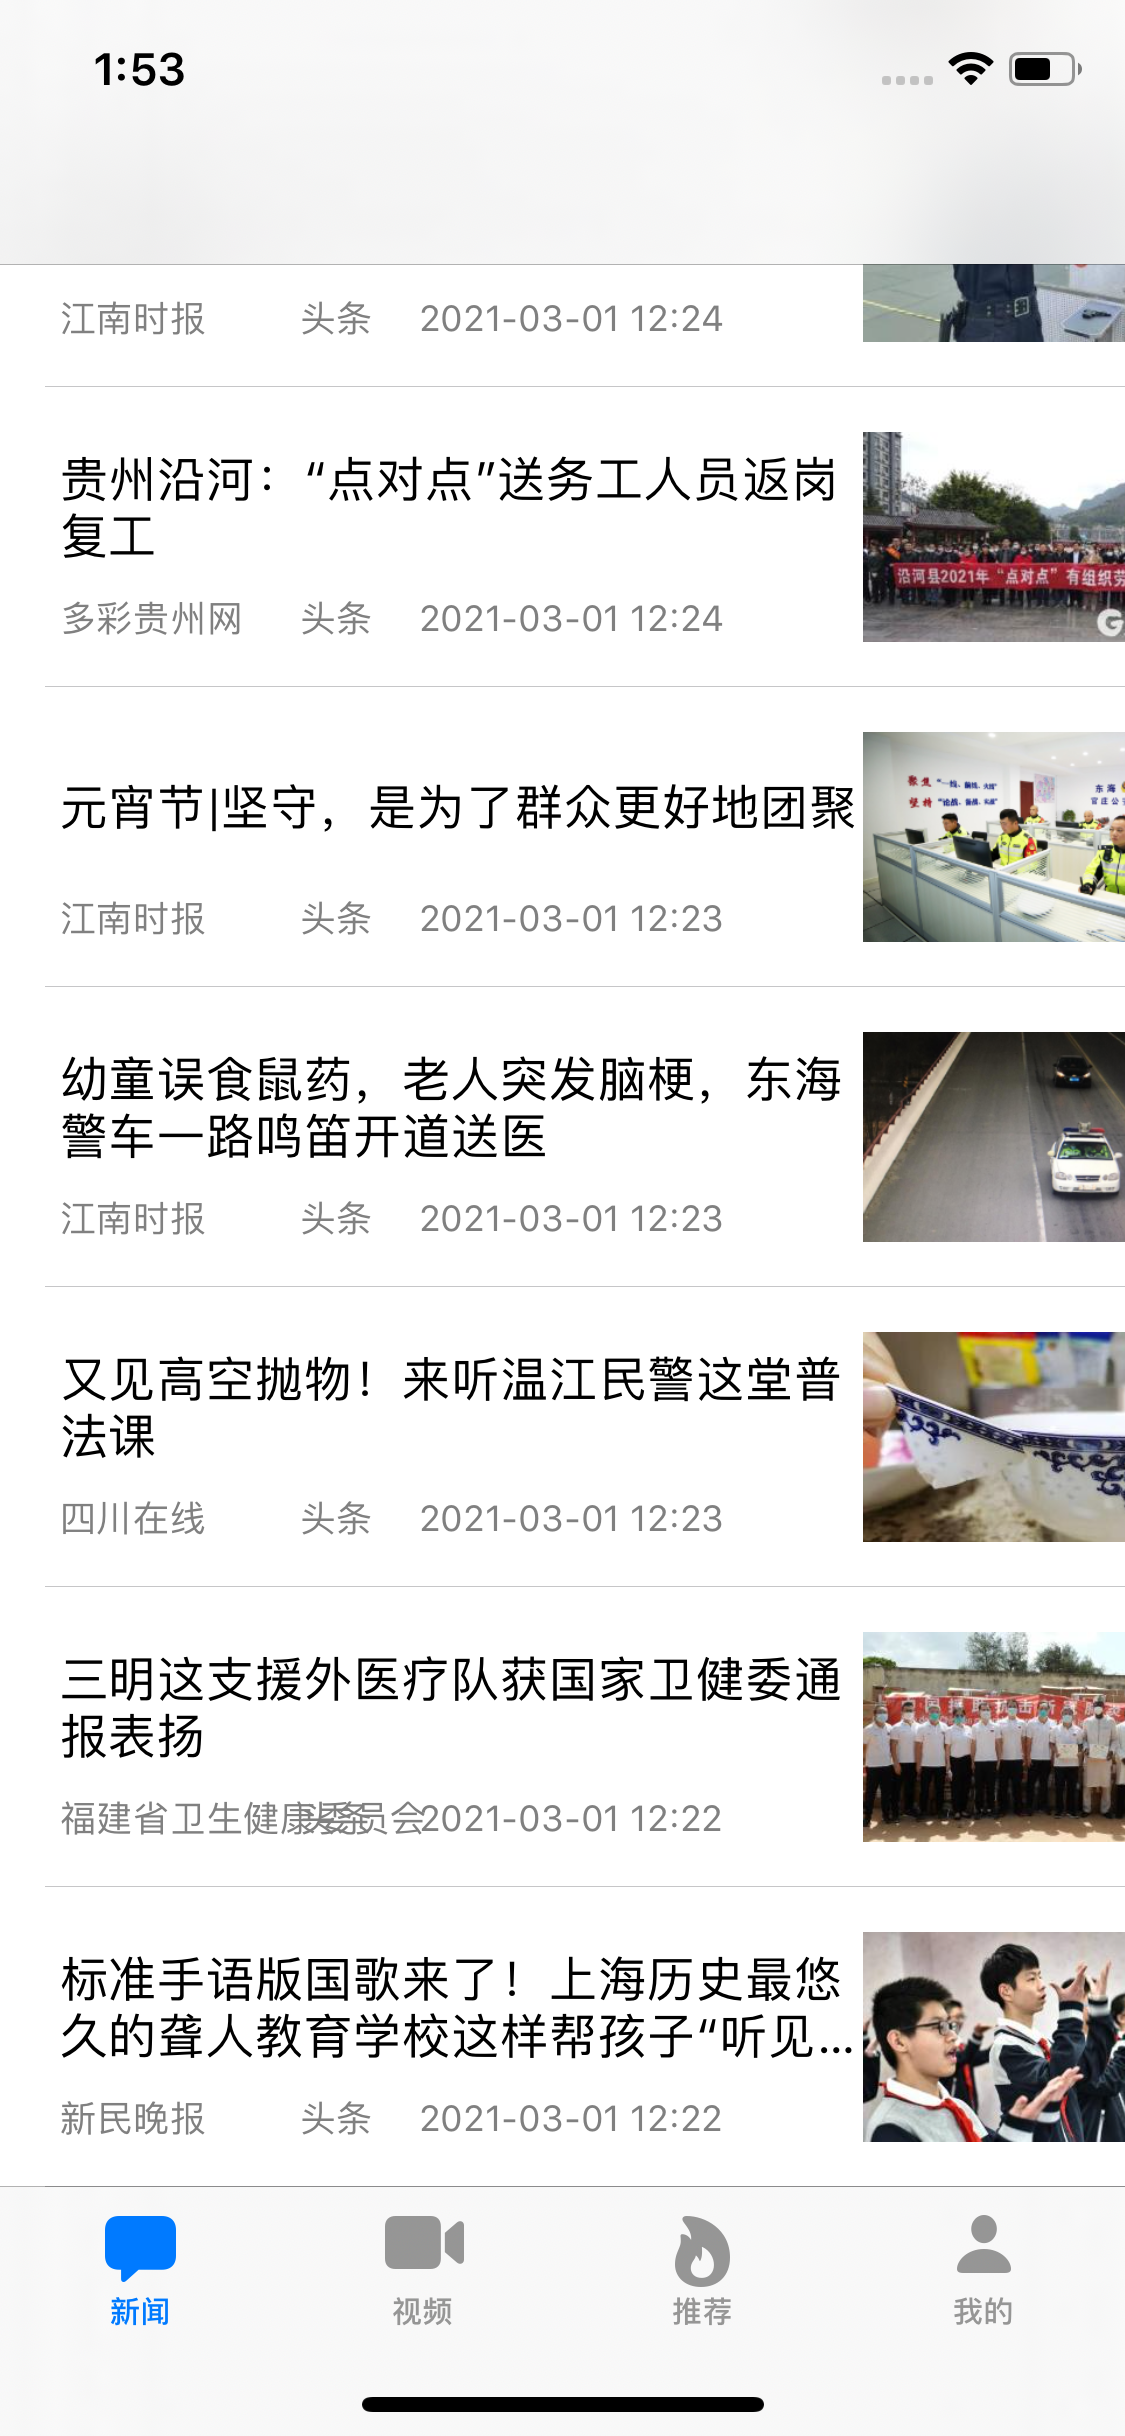 1:53
江南时报 头条 2021-03-01 12:24
贵州沿河：“点对点”送务工人员返岗
复工
多彩贵州网 头条 2021-03-01 12:24
沿河县2021年“点对点”有组织劳
G
元宵节|坚守，是为了群众更好地团聚
江南时报 头条 2021-03-01 12:23
聚焦
坚持
东海
幼童误食鼠药，老人突发脑梗，东海
警车一路鸣笛开道送医
江南时报 头条 2021-03-01 12:23
又见高空抛物！来听温江民警这堂普
法课
四川在线 头条 2021-03-01 12:23
三明这支援外医疗队获国家卫健委通
报表扬
福建省卫生健康委员会 头条 2021-03-01 12:22
标准手语版国歌来了！上海历史最悠
久的聋人教育学校这样帮孩子“听见...
新民晚报 头条 2021-03-01 12:22
新闻 视频 推荐 我的